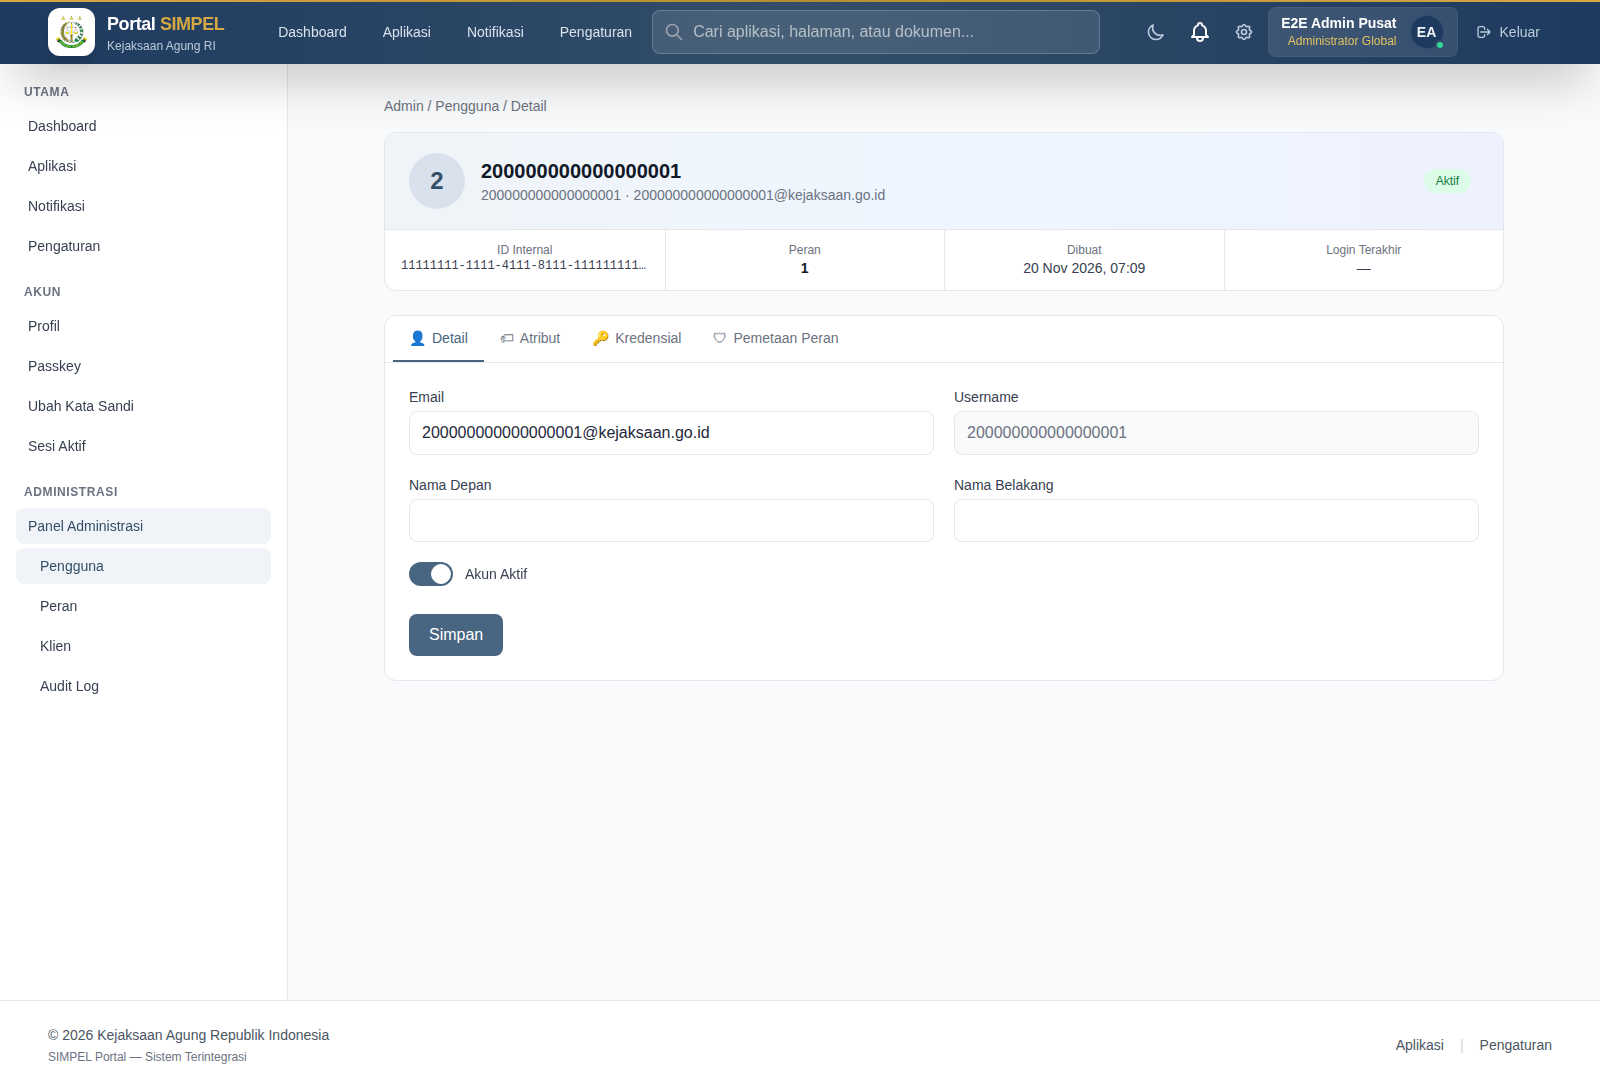 Portal SIMPEL
Kejaksaan Agung RI
Dashboard
Aplikasi
Notifikasi
Pengaturan
Cari aplikasi, halaman, atau dokumen...
E2E Admin Pusat
Administrator Global
EA
Keluar
UTAMA
Dashboard
Aplikasi
Notifikasi
Pengaturan
AKUN
Profil
Passkey
Ubah Kata Sandi
Sesi Aktif
ADMINISTRASI
Panel Administrasi
Pengguna
Peran
Klien
Audit Log
Admin / Pengguna / Detail
2
200000000000000001
200000000000000001 · 200000000000000001@kejaksaan.go.id
Aktif
ID Internal
11111111-1111-4111-8111-111111111…
Peran
1
Dibuat
20 Nov 2026, 07:09
Login Terakhir
—
👤 Detail
🏷 Atribut
🔑 Kredensial
🛡 Pemetaan Peran
Email
200000000000000001@kejaksaan.go.id
Username
200000000000000001
Nama Depan
Nama Belakang
Akun Aktif
Simpan
© 2026 Kejaksaan Agung Republik Indonesia
SIMPEL Portal — Sistem Terintegrasi
Aplikasi | Pengaturan